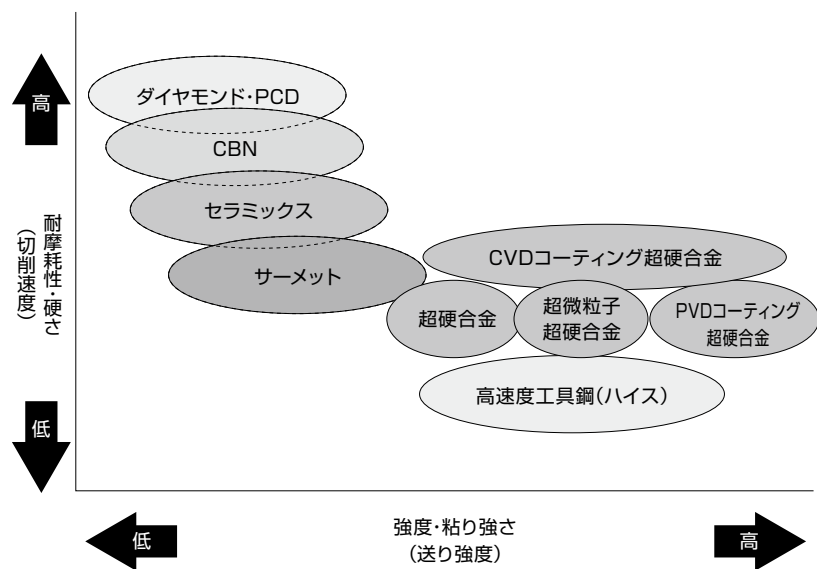 高
耐摩耗性・硬さ
（切削速度）
低
ダイヤモンド・PCD
CBN
セラミックス
サーメット
CVDコーティング超硬合金
超硬合金
超微粒子
超硬合金
PVDコーティング
超硬合金
高速度工具鋼（ハイス）
低
強度・粘り強さ
（送り強度）
高